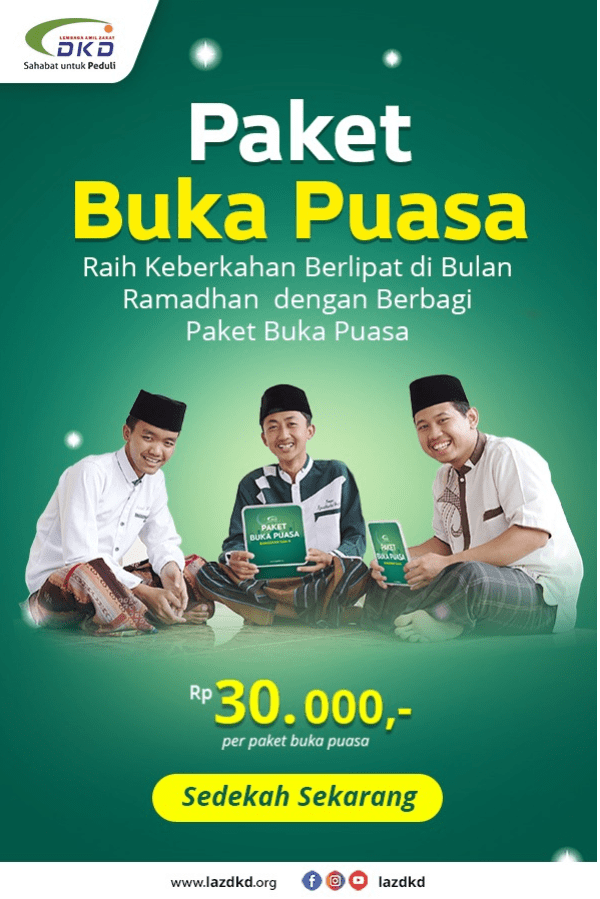 LEMBAGA AMIL ZAKAT
DKD
Sahabat untuk Peduli
Paket
Buka Puasa
Raih Keberkahan Berlipat di Bulan
Ramadhan dengan Berbagi
Paket Buka Puasa
PAKET
BUKA PUASA
PAKET
BUKA PUASA
Rp 30.000,-
per paket buka puasa
Sedekah Sekarang
www.lazdkd.org
lazdkd